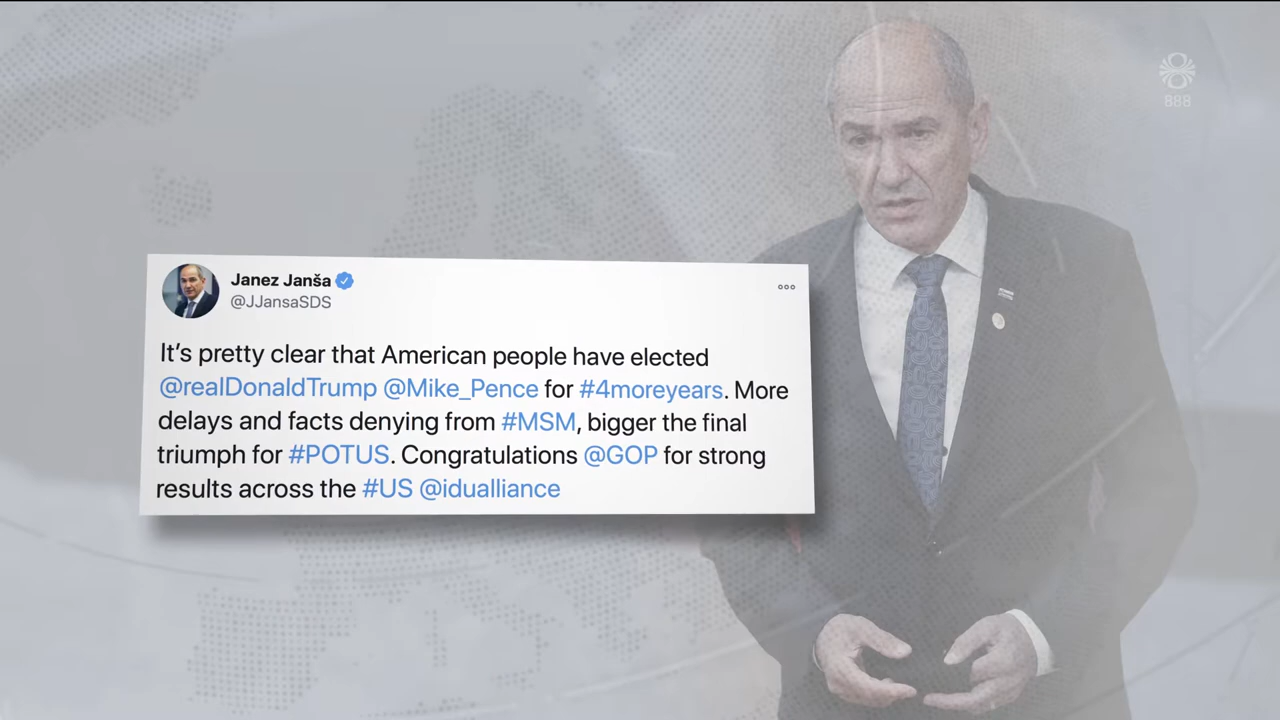 888
Janez Janša
@JJansaSDS
It’s pretty clear that American people have elected
@realDonaldTrump @Mike_Pence for #4moreyears. More
delays and facts denying from #MSM, bigger the final
triumph for #POTUS. Congratulations @GOP for strong
results across the #US @idualliance